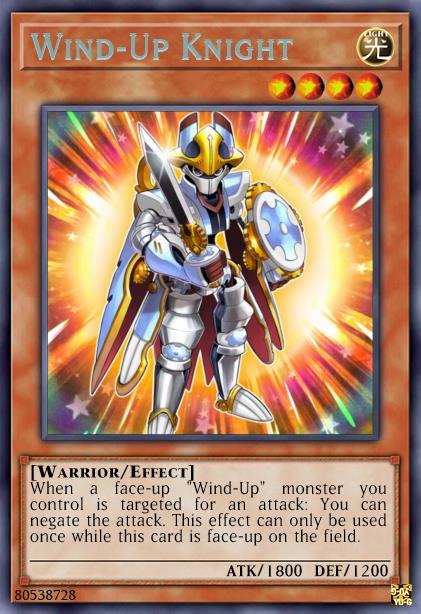 Wind-Up Knight
LIGHT
光
[Warrior/Effect]
When a face-up "Wind-Up" monster you
control is targeted for an attack: You can
negate the attack. This effect can only be used
once while this card is face-up on the field.
ATK/1800 DEF/1200
80538728